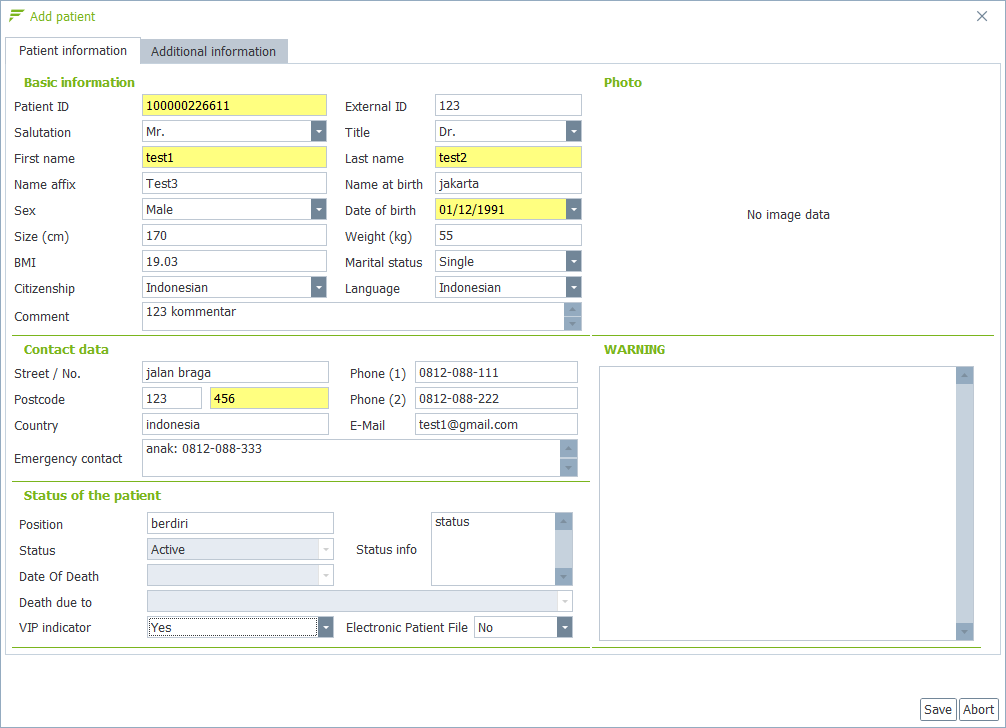 Add patient
Patient information Additional information
Basic information
Patient ID 100000226611 External ID 123
Salutation Mr. Title Dr.
First name test1 Last name test2
Name affix Test3 Name at birth jakarta
Sex Male Date of birth 01/12/1991
Size (cm) 170 Weight (kg) 55
BMI 19.03 Marital status Single
Citizenship Indonesian Language Indonesian
Comment 123 kommentar
Photo
No image data
Contact data
Street / No. jalan braga Phone (1) 0812-088-111
Postcode 123 456 Phone (2) 0812-088-222
Country indonesia E-Mail test1@gmail.com
Emergency contact anak: 0812-088-333
WARNING
Status of the patient
Position berdiri
Status Active Status info status
Date Of Death
Death due to
VIP indicator Yes Electronic Patient File No
Save Abort